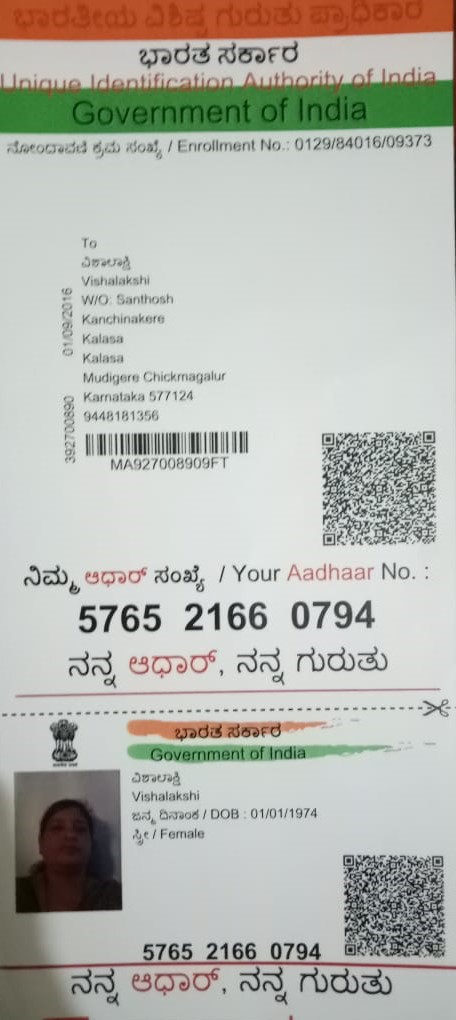 ಭಾರತೀಯ ವಿಶಿಷ್ಟ ಗುರುತು ಪ್ರಾಧಿಕಾರ
ಭಾರತ ಸರ್ಕಾರ
Unique Identification Authority of India
Government of India
ನೋಂದಾವಣಿ ಕ್ರಮ ಸಂಖ್ಯೆ / Enrollment No.: 0129/84016/09373
To
ವಿಶಾಲಾಕ್ಷಿ
Vishalakshi
W/O: Santhosh
Kanchinakere
Kalasa
Kalasa
Mudigere Chickmagalur
Karnataka 577124
9448181356
01/09/2016
392700890
MA927008909FT
ನಿಮ್ಮ ಆಧಾರ್ ಸಂಖ್ಯೆ / Your Aadhaar No. :
5765 2166 0794
ನನ್ನ ಆಧಾರ್, ನನ್ನ ಗುರುತು
ಭಾರತ ಸರ್ಕಾರ
Government of India
ವಿಶಾಲಾಕ್ಷಿ
Vishalakshi
ಜನ್ಮ ದಿನಾಂಕ / DOB : 01/01/1974
ಸ್ತ್ರೀ / Female
5765 2166 0794
ನನ್ನ ಆಧಾರ್, ನನ್ನ ಗುರುತು